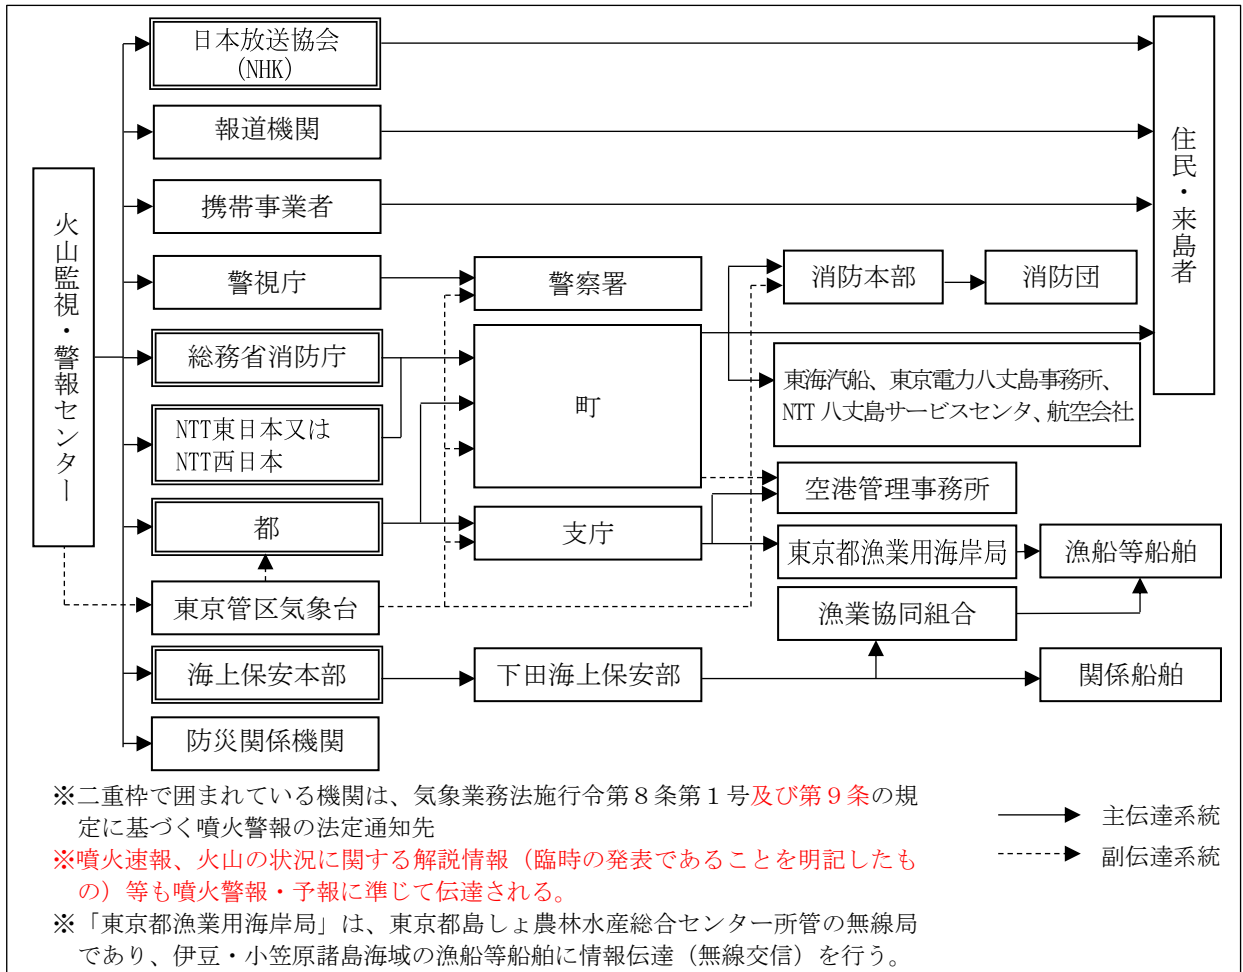 日本放送協会
(NHK)
報道機関
携帯事業者
火山監視・警報センター
住民・来島者
警視庁
警察署
消防本部
消防団
総務省消防庁
町
東海汽船、東京電力八丈島事務所、
NTT 八丈島サービスセンタ、航空会社
NTT東日本又は
NTT西日本
空港管理事務所
都
支庁
東京都漁業用海岸局
漁船等船舶
東京管区気象台
漁業協同組合
海上保安本部
下田海上保安部
関係船舶
防災関係機関
※二重枠で囲まれている機関は、気象業務法施行令第８条第１号及び第９条の規
定に基づく噴火警報の法定通知先
※噴火速報、火山の状況に関する解説情報（臨時の発表であることを明記したも
の）等も噴火警報・予報に準じて伝達される。
※「東京都漁業用海岸局」は、東京都島しょ農林水産総合センター所管の無線局
であり、伊豆・小笠原諸島海域の漁船等船舶に情報伝達（無線交信）を行う。
主伝達系統
副伝達系統